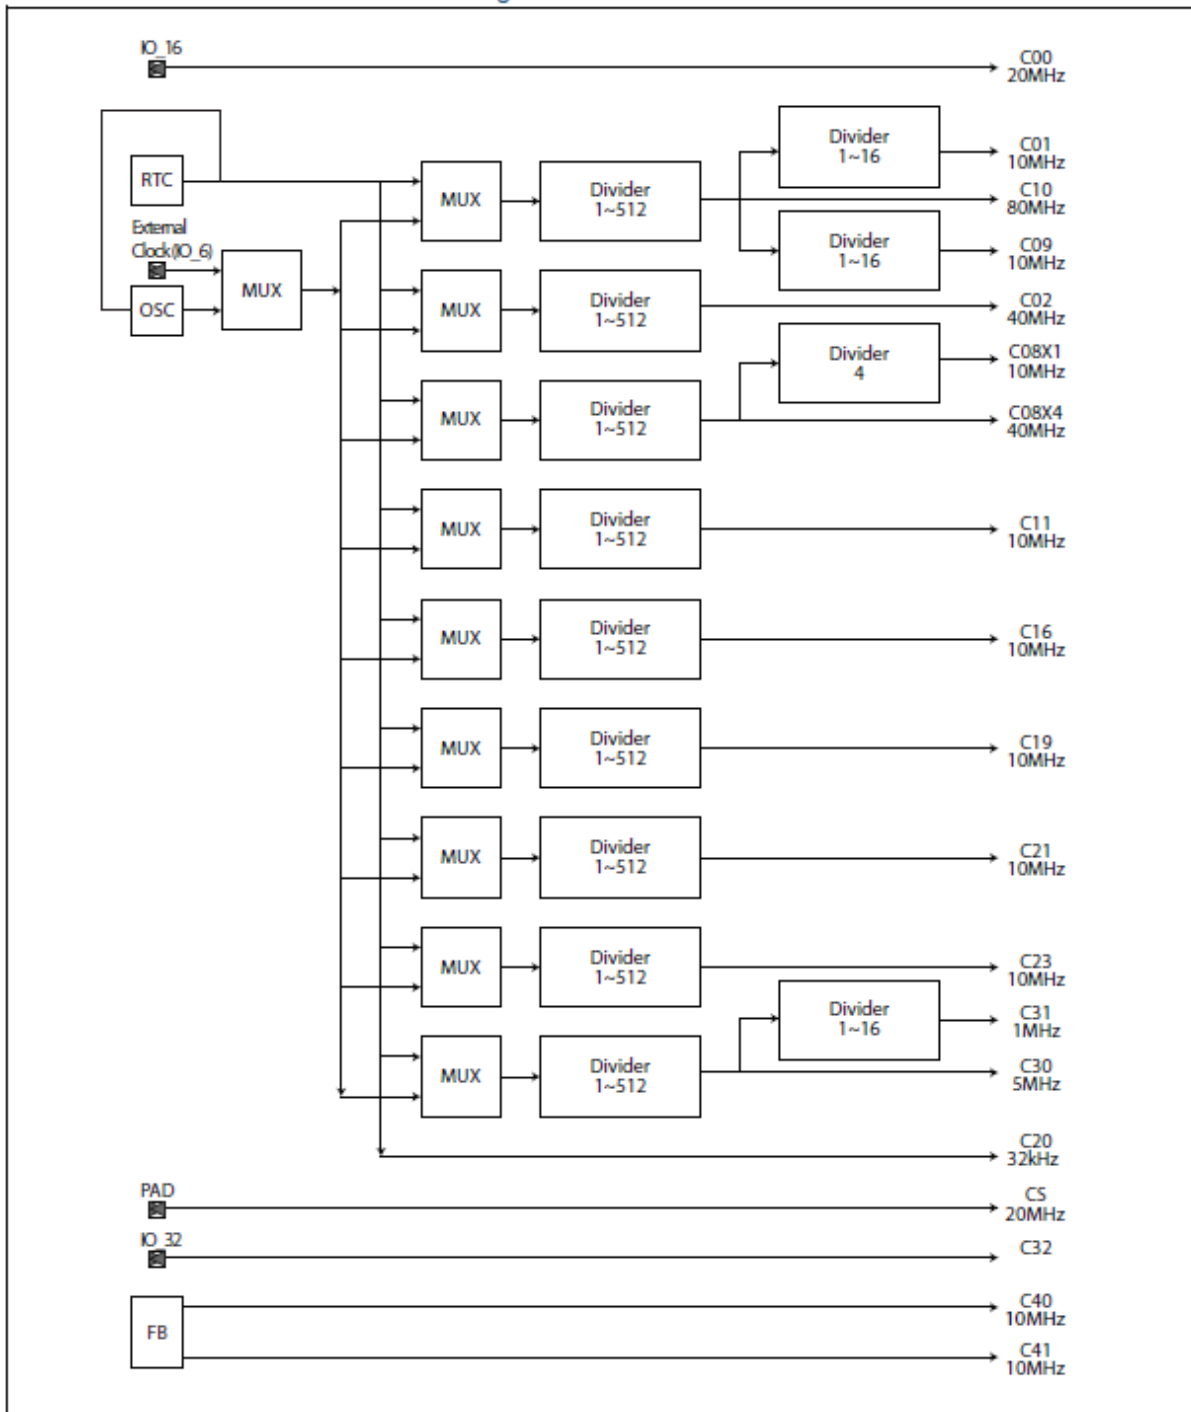 IO_16
C00
20MHz
RTC
External
Clock(IO_6)
OSC
MUX
MUX
Divider
1~512
Divider
1~16
C01
10MHz
C10
80MHz
Divider
1~16
C09
10MHz
MUX
Divider
1~512
C02
40MHz
Divider
4
C08X1
10MHz
MUX
Divider
1~512
C08X4
40MHz
MUX
Divider
1~512
C11
10MHz
MUX
Divider
1~512
C16
10MHz
MUX
Divider
1~512
C19
10MHz
MUX
Divider
1~512
C21
10MHz
MUX
Divider
1~512
C23
10MHz
Divider
1~16
C31
1MHz
MUX
Divider
1~512
C30
5MHz
C20
32kHz
PAD
CS
20MHz
IO_32
C32
FB
C40
10MHz
C41
10MHz